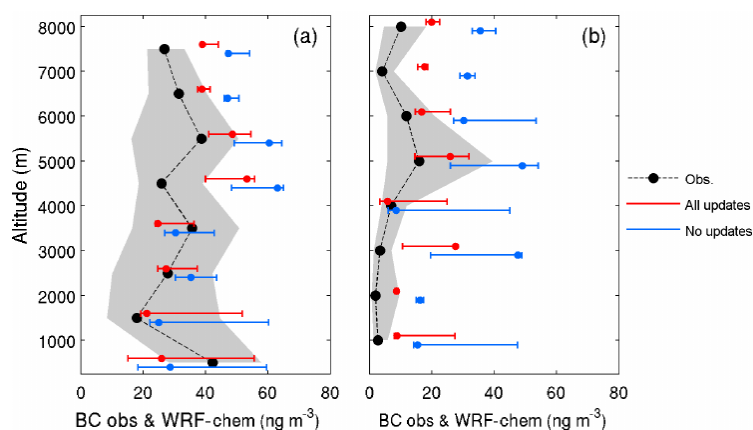 (a)
(b)
Altitude (m)
8000
7000
6000
5000
4000
3000
2000
1000
0 20 40 60 80
0 20 40 60 80
BC obs & WRF-chem (ng m⁻³)
BC obs & WRF-chem (ng m⁻³)
Obs.
All updates
No updates